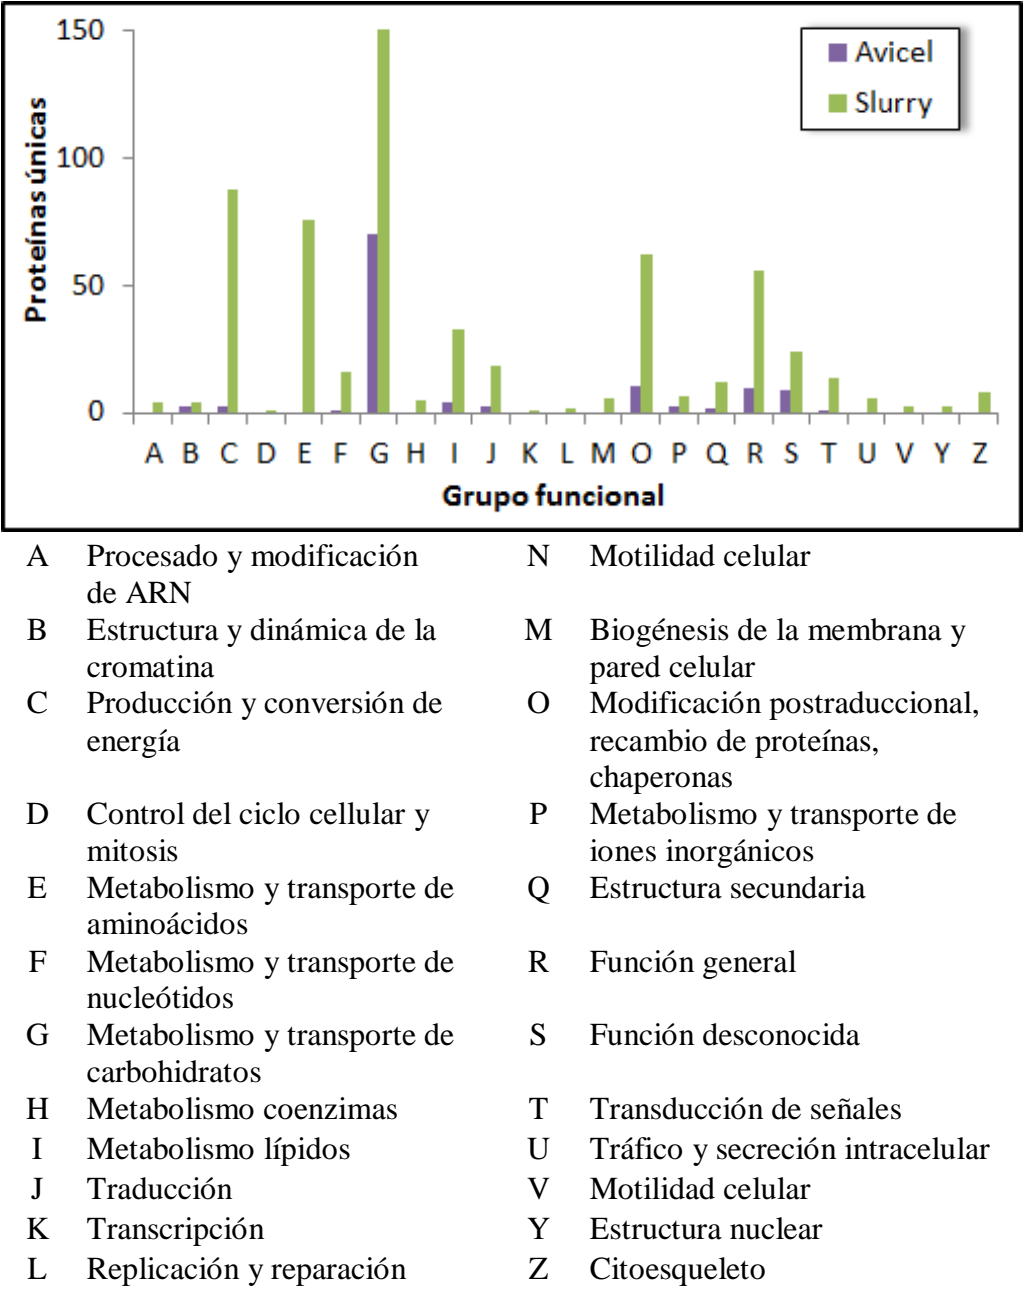 150
100
50
0
Proteínas únicas
Avicel
Slurry
A B C D E F G H I J K L M O P Q R S T U V Y Z
Grupo funcional
A Procesado y modificación de ARN
N Motilidad celular
B Estructura y dinámica de la cromatina
M Biogénesis de la membrana y pared celular
C Producción y conversión de energía
O Modificación postraduccional, recambio de proteínas, chaperonas
D Control del ciclo cellular y mitosis
P Metabolismo y transporte de iones inorgánicos
E Metabolismo y transporte de aminoácidos
Q Estructura secundaria
F Metabolismo y transporte de nucleótidos
R Función general
G Metabolismo y transporte de carbohidratos
S Función desconocida
H Metabolismo coenzimas
T Transducción de señales
I Metabolismo lípidos
U Tráfico y secreción intracelular
J Traducción
V Motilidad celular
K Transcripción
Y Estructura nuclear
L Replicación y reparación
Z Citoesqueleto